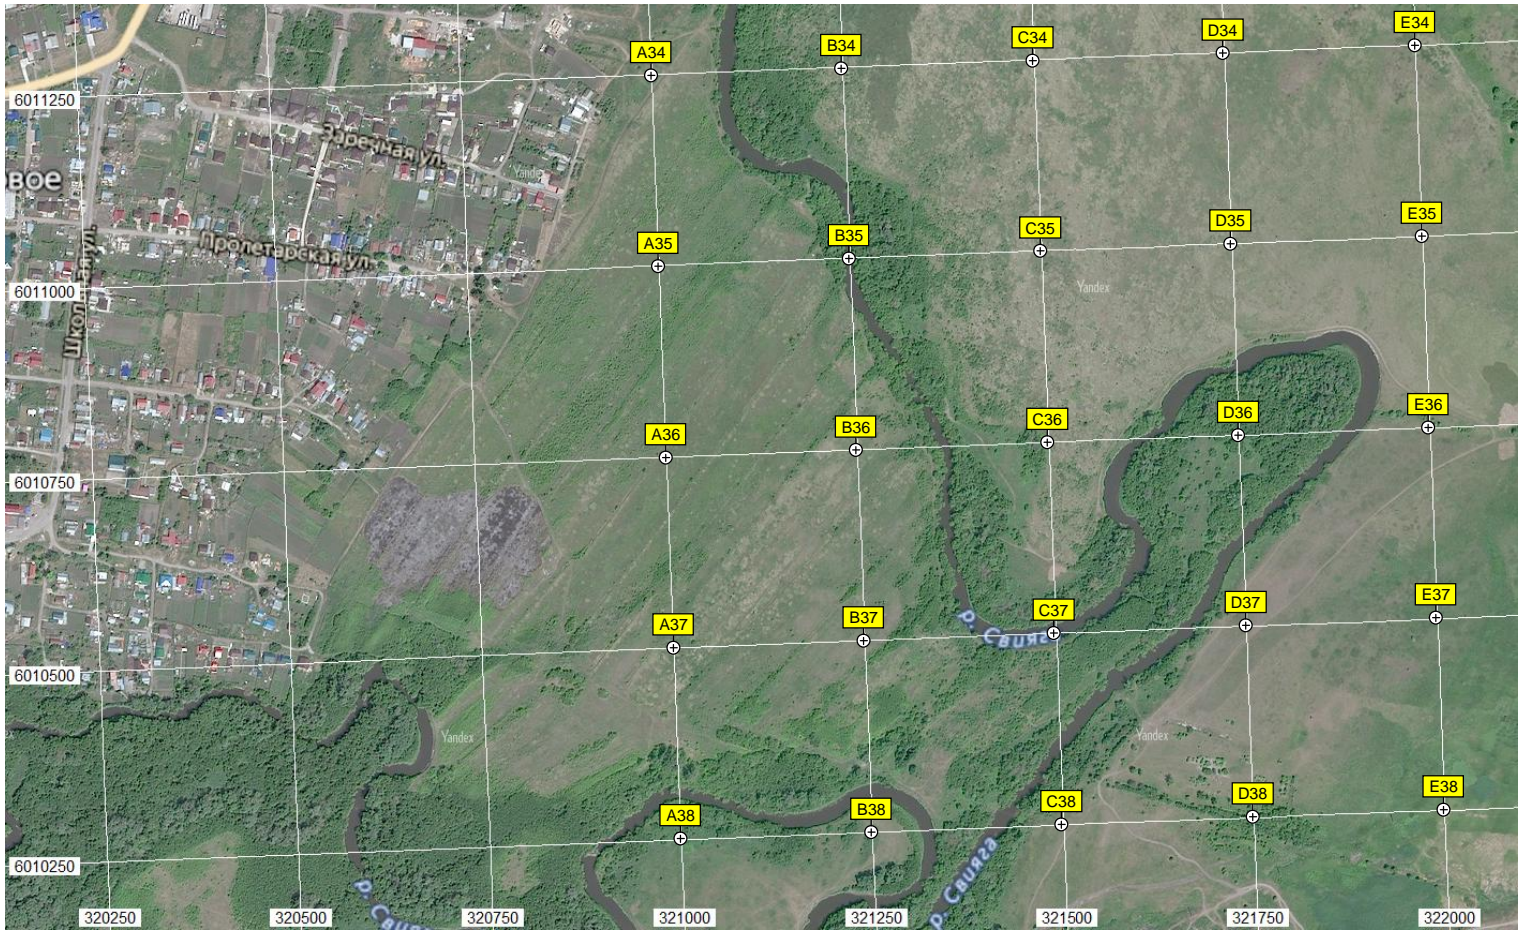 E34
D34
C34
B34
A34
6011250
Заречная ул.
Yandex
вое
E35
D35
C35
B35
A35
Пролетарская ул.
Школьная ул.
6011000
Yandex
E36
D36
C36
B36
A36
6010750
E37
D37
C37
B37
A37
р. Свияга
6010500
Yandex
Yandex
E38
D38
C38
B38
A38
6010250
р. Свияга
р. Свияга
320250
320500
320750
321000
321250
321500
321750
322000